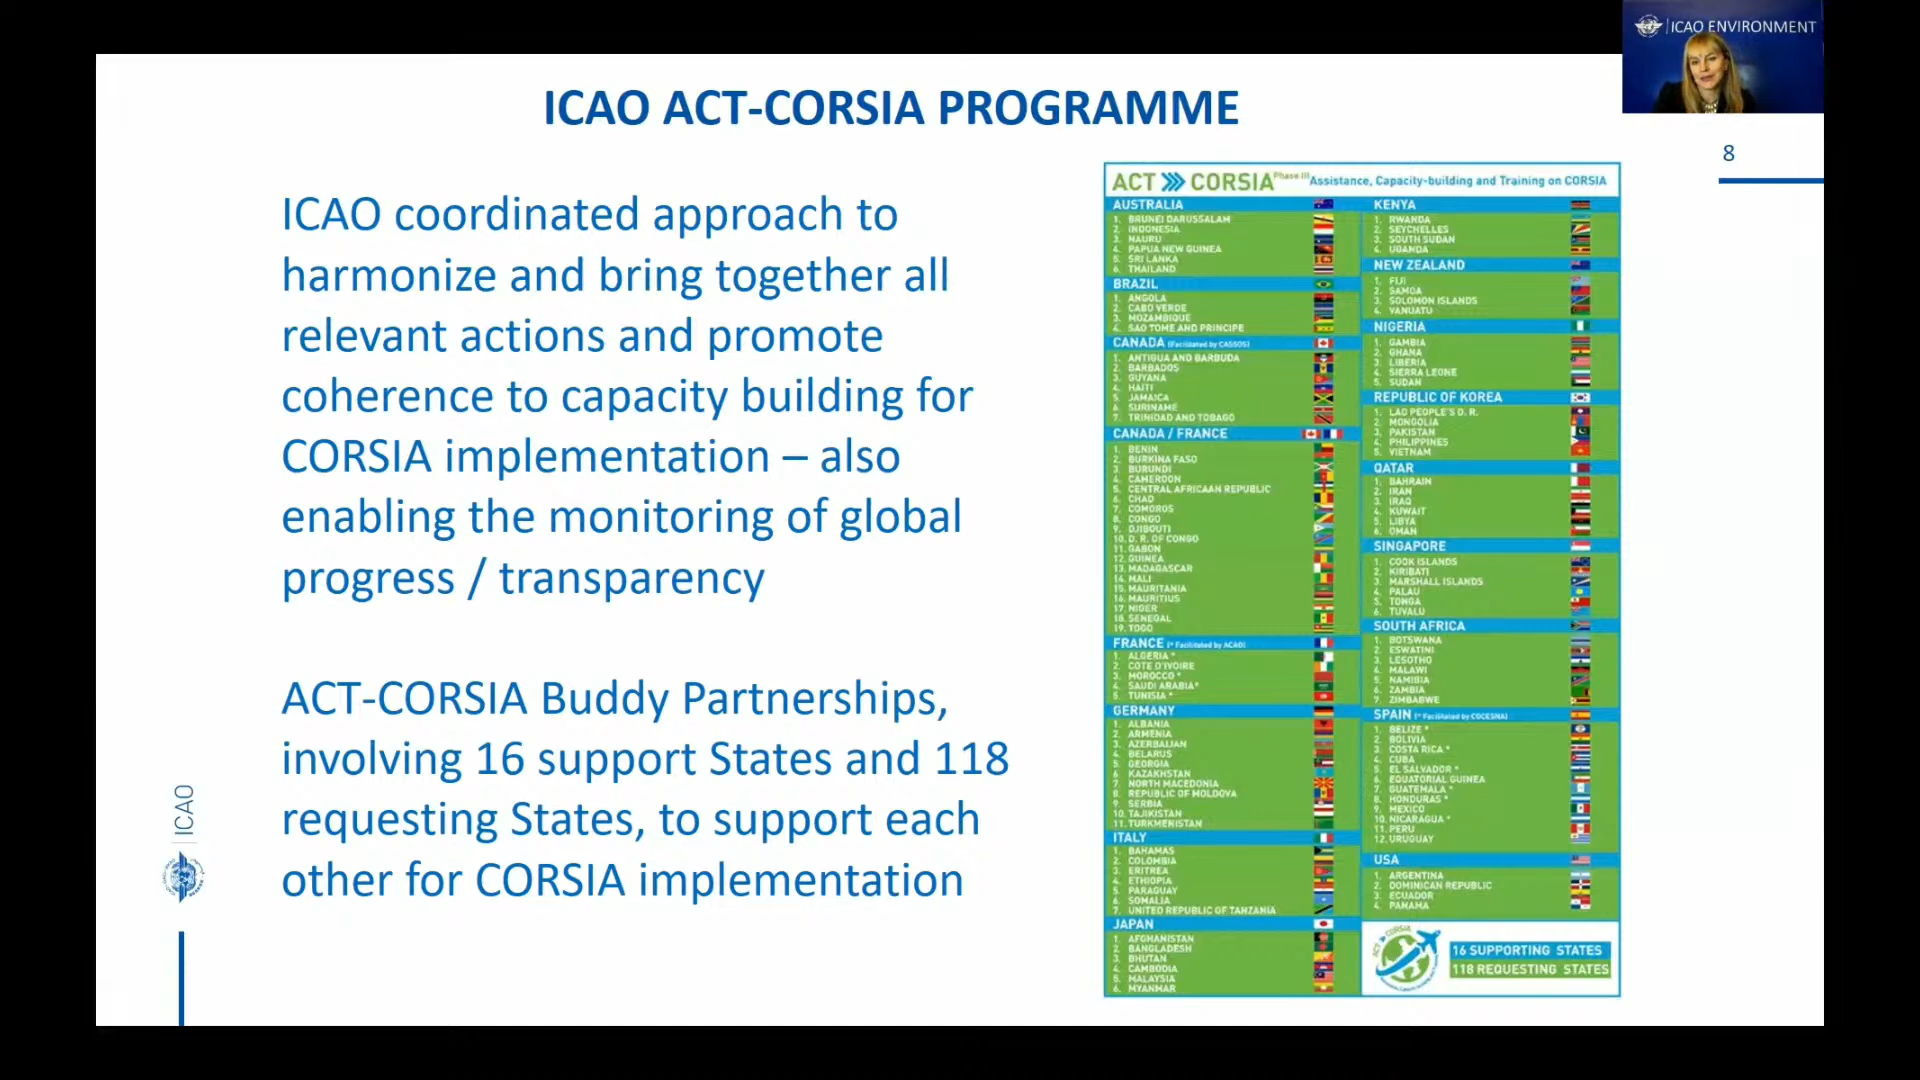 ICAO ENVIRONMENT
ICAO ACT-CORSIA PROGRAMME
8
ICAO coordinated approach to
harmonize and bring together all
relevant actions and promote
coherence to capacity building for
CORSIA implementation – also
enabling the monitoring of global
progress / transparency
ACT-CORSIA Buddy Partnerships,
involving 16 support States and 118
requesting States, to support each
other for CORSIA implementation
ICAO
ACT CORSIA Phase III Assistance, Capacity-building and Training on CORSIA
AUSTRALIA
1. BRUNEI DARUSSALAM
2. INDONESIA
3. NAURU
4. PAPUA NEW GUINEA
5. SRI LANKA
6. THAILAND
BRAZIL
1. ANGOLA
2. CABO VERDE
3. MOZAMBIQUE
4. SAO TOME AND PRINCIPE
CANADA (Facilitated by CASSOS)
1. ANTIGUA AND BARBUDA
2. BARBADOS
3. GUYANA
4. HAITI
5. JAMAICA
6. SURINAME
7. TRINIDAD AND TOBAGO
CANADA / FRANCE
1. BENIN
2. BURKINA FASO
3. BURUNDI
4. CAMEROON
5. CENTRAL AFRICAAN REPUBLIC
6. CHAD
7. COMOROS
8. CONGO
9. DJIBOUTI
10. D. R. OF CONGO
11. GABON
12. GUINEA
13. MADAGASCAR
14. MALI
15. MAURITANIA
16. MAURITIUS
17. NIGER
18. SENEGAL
19. TOGO
FRANCE (* Facilitated by ACAO)
1. ALGERIA *
2. COTE D'IVOIRE
3. MOROCCO *
4. SAUDI ARABIA*
5. TUNISIA *
GERMANY
1. ALBANIA
2. ARMENIA
3. AZERBAIJAN
4. BELARUS
5. GEORGIA
6. KAZAKHSTAN
7. NORTH MACEDONIA
8. REPUBLIC OF MOLDOVA
9. SERBIA
10. TAJIKISTAN
11. TURKMENISTAN
ITALY
1. BAHAMAS
2. COLOMBIA
3. ERITREA
4. ETHIOPIA
5. PARAGUAY
6. SOMALIA
7. UNITED REPUBLIC OF TANZANIA
JAPAN
1. AFGHANISTAN
2. BANGLADESH
3. BHUTAN
4. CAMBODIA
5. MALAYSIA
6. MYANMAR
KENYA
1. RWANDA
2. SEYCHELLES
3. SOUTH SUDAN
4. UGANDA
NEW ZEALAND
1. FIJI
2. SAMOA
3. SOLOMON ISLANDS
4. VANUATU
NIGERIA
1. GAMBIA
2. GHANA
3. LIBERIA
4. SIERRA LEONE
5. SUDAN
REPUBLIC OF KOREA
1. LAO PEOPLE'S D. R.
2. MONGOLIA
3. PAKISTAN
4. PHILIPPINES
5. VIETNAM
QATAR
1. BAHRAIN
2. IRAN
3. IRAQ
4. KUWAIT
5. LIBYA
6. OMAN
SINGAPORE
1. COOK ISLANDS
2. KIRIBATI
3. MARSHALL ISLANDS
4. PALAU
5. TONGA
6. TUVALU
SOUTH AFRICA
1. BOTSWANA
2. ESWATINI
3. LESOTHO
4. MALAWI
5. NAMIBIA
6. ZAMBIA
7. ZIMBABWE
SPAIN (* Facilitated by COCESNA)
1. BELIZE *
2. BOLIVIA
3. COSTA RICA *
4. CUBA
5. EL SALVADOR *
6. EQUATORIAL GUINEA
7. GUATEMALA *
8. HONDURAS *
9. MEXICO
10. NICARAGUA *
11. PERU
12. URUGUAY
USA
1. ARGENTINA
2. DOMINICAN REPUBLIC
3. ECUADOR
4. PANAMA
ACT CORSIA
16 SUPPORTING STATES
118 REQUESTING STATES